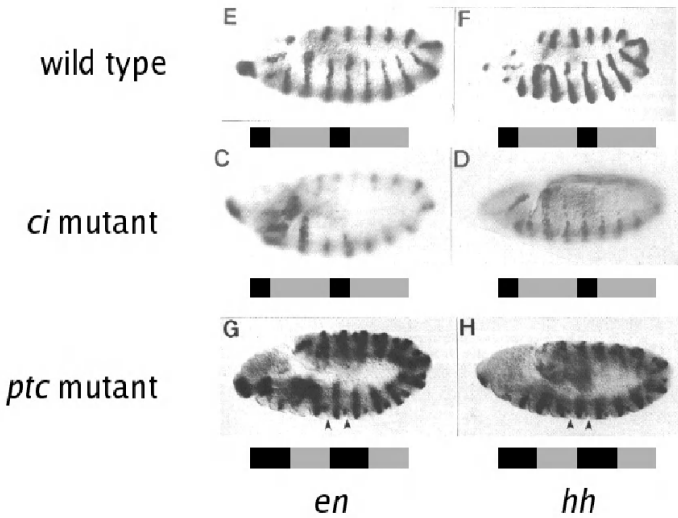 E F
wild type
C D
ci mutant
G H
ptc mutant
en hh